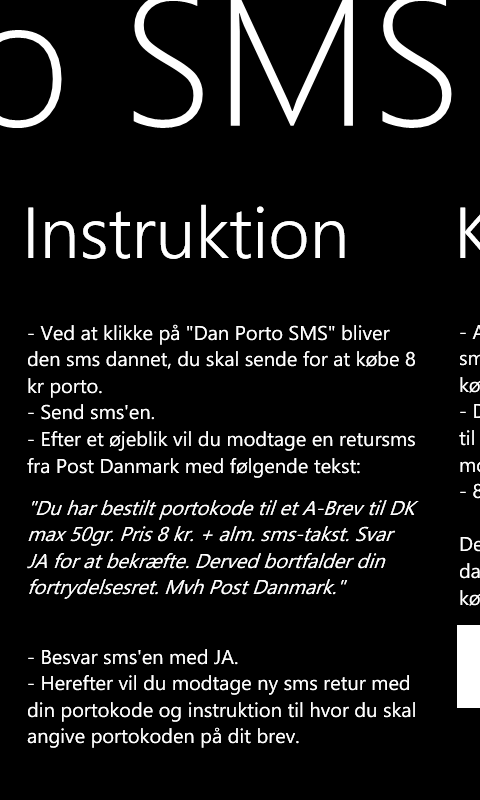 o SMS
Instruktion
- Ved at klikke på "Dan Porto SMS" bliver
den sms dannet, du skal sende for at købe 8
kr porto.
- Send sms'en.
- Efter et øjeblik vil du modtage en retursms
fra Post Danmark med følgende tekst:
"Du har bestilt portokode til et A-Brev til DK
max 50gr. Pris 8 kr. + alm. sms-takst. Svar
JA for at bekræfte. Derved bortfalder din
fortrydelsesret. Mvh Post Danmark."
- Besvar sms'en med JA.
- Herefter vil du modtage ny sms retur med
din portokode og instruktion til hvor du skal
angive portokoden på dit brev.
K
- A
sm
kø
- D
til
mo
- 8
De
da
kø